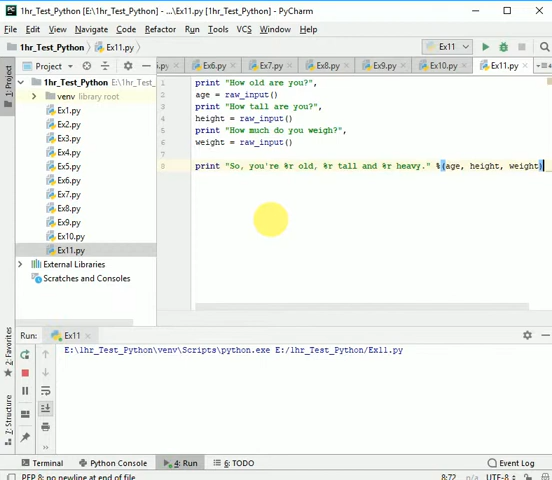 1hr_Test_Python [E:\1hr_Test_Python] - ...\Ex11.py [1hr_Test_Python] - PyCharm
File Edit View Navigate Code Refactor Run Tools VCS Window Help
1hr_Test_Python Ex11.py Ex11
Project
.py Ex6.py Ex7.py Ex8.py Ex9.py Ex10.py Ex11.py
1: Project
1hr_Test_Python E:\1hr_Test
venv library root
Ex1.py
Ex2.py
Ex3.py
Ex4.py
Ex5.py
Ex6.py
Ex7.py
Ex8.py
Ex9.py
Ex10.py
Ex11.py
External Libraries
Scratches and Consoles
1 print "How old are you?",
2 age = raw_input()
3 print "How tall are you?",
4 height = raw_input()
5 print "How much do you weigh?",
6 weight = raw_input()
8 print "So, you're %r old, %r tall and %r heavy." %(age, height, weight)
Run: Ex11
E:\1hr_Test_Python\venv\Scripts\python.exe E:/1hr_Test_Python/Ex11.py
2: Favorites
7: Structure
Terminal Python Console 4: Run 6: TODO Event Log
PEP 8: no newline at end of file 8:72 n/a UTF-8